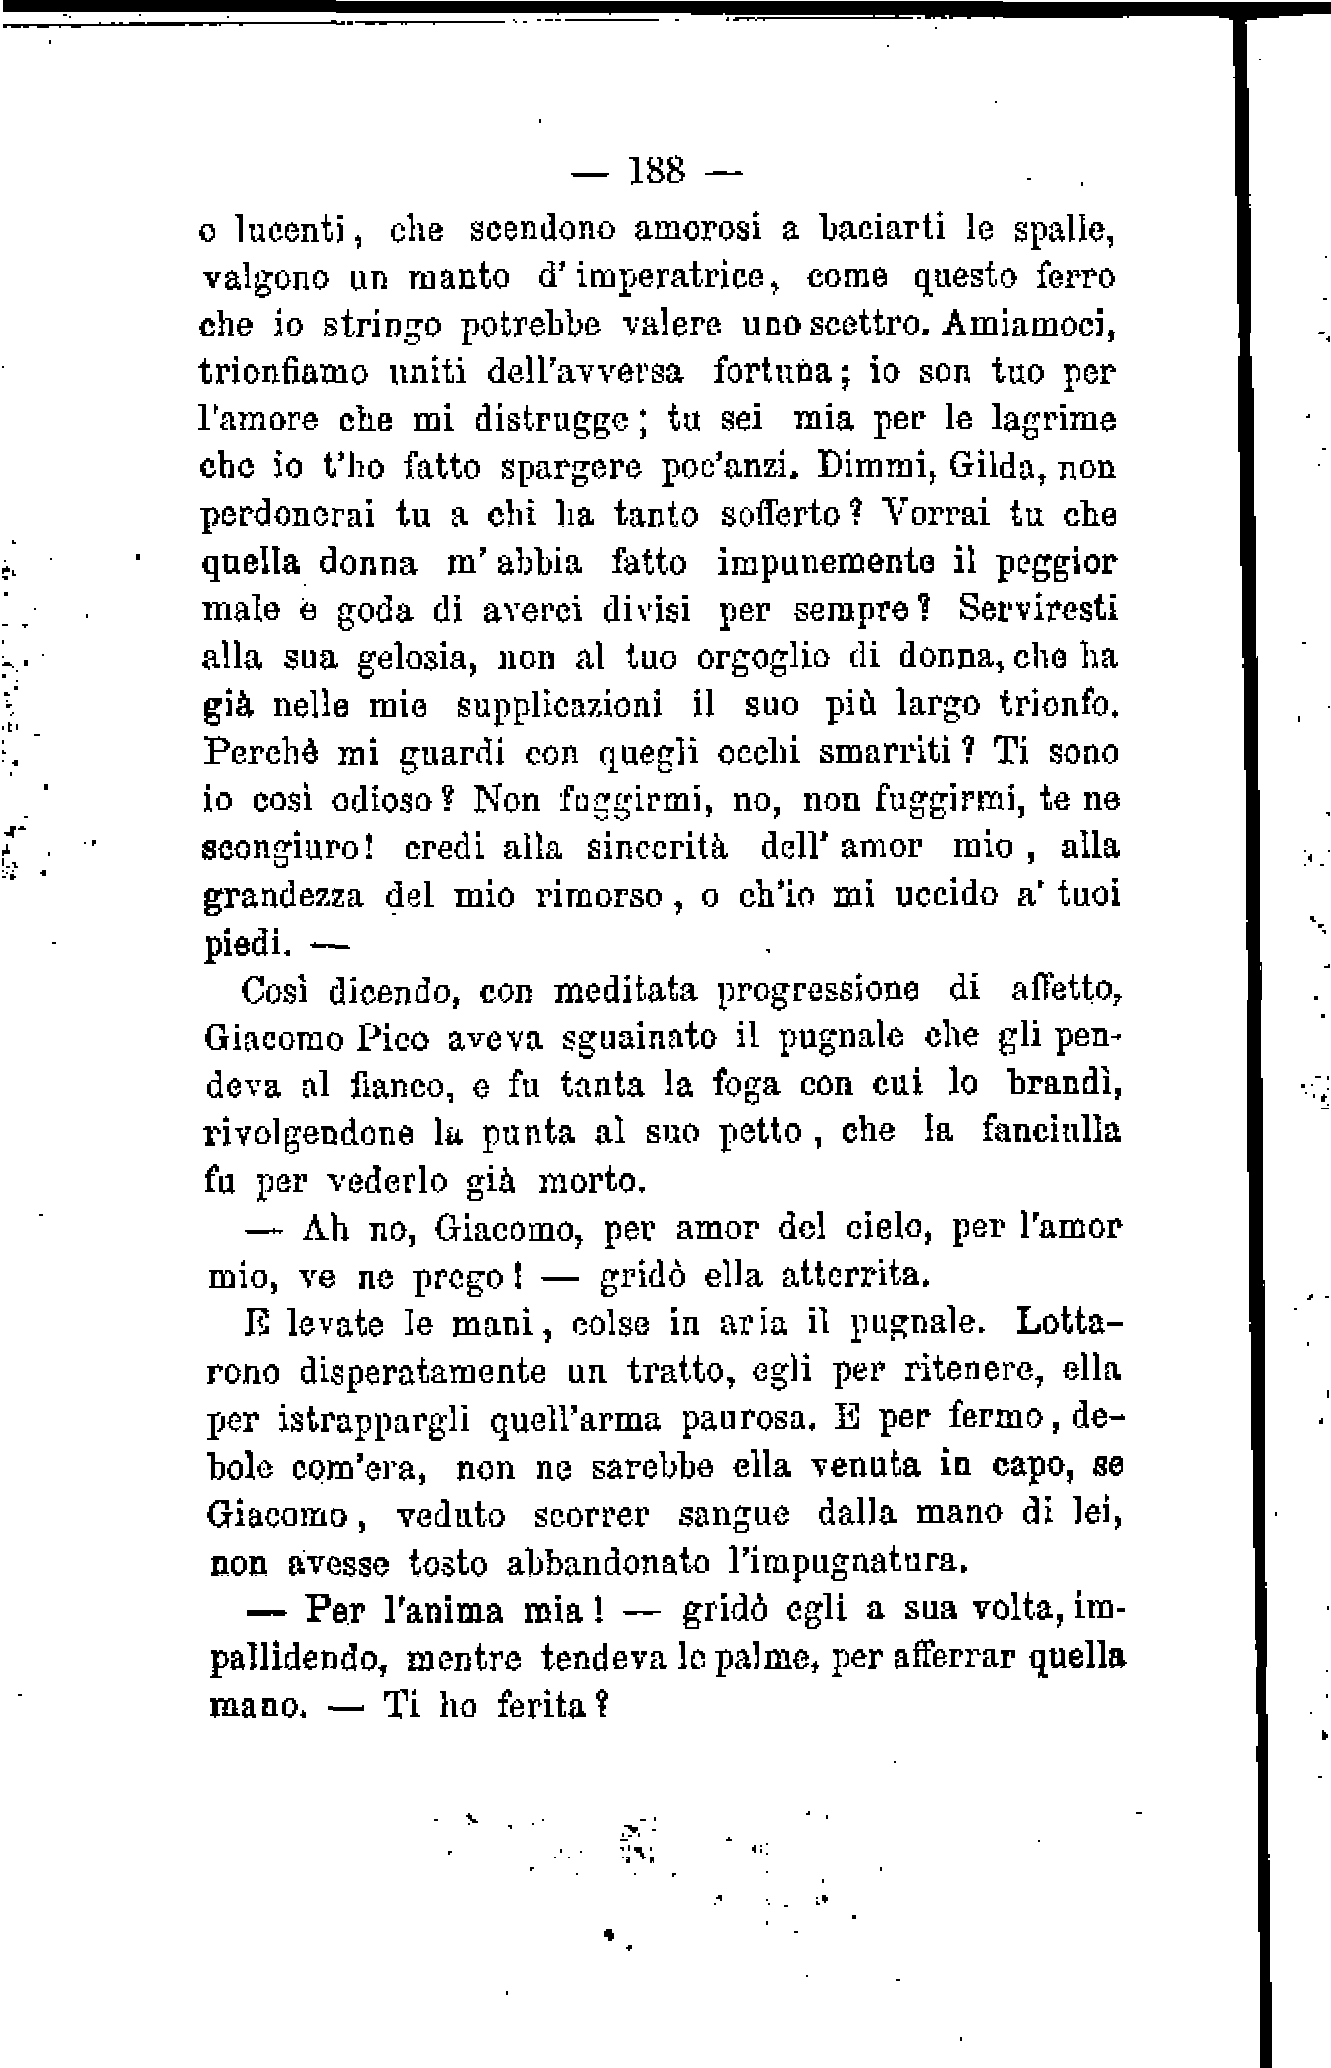 — 188 —
o lucenti, che scendono amorosi a baciarti le spalle,
valgono un manto d'imperatrice, come questo ferro
che io stringo potrebbe valere uno scettro. Amiamoci,
trionfiamo uniti dell'avversa fortuna; io son tuo per
l'amore che mi distrugge; tu sei mia per le lagrime
che io t'ho fatto spargere poc'anzi. Dimmi, Gilda, non
perdonerai tu a chi ha tanto sofferto? Vorrai tu che
quella donna m'abbia fatto impunemente il peggior
male e goda di averci divisi per sempre? Serviresti
alla sua gelosia, non al tuo orgoglio di donna, che ha
già nelle mie supplicazioni il suo più largo trionfo.
Perchè mi guardi con quegli occhi smarriti? Ti sono
io così odioso? Non fuggirmi, no, non fuggirmi, te ne
scongiuro! credi alla sincerità dell'amor mio, alla
grandezza del mio rimorso, o ch'io mi uccido a' tuoi
piedi. —
Così dicendo, con meditata progressione di affetto,
Giacomo Pico aveva sguainato il pugnale che gli pen-
deva al fianco, e fu tanta la foga con cui lo brandì,
rivolgendone la punta al suo petto, che la fanciulla
fu per vederlo già morto.
— Ah no, Giacomo, per amor del cielo, per l'amor
mio, ve ne prego! — gridò ella atterrita.
E levate le mani, colse in aria il pugnale. Lotta-
rono disperatamente un tratto, egli per ritenere, ella
per istrappargli quell'arma paurosa. E per fermo, de-
bole com'era, non ne sarebbe ella venuta in capo, se
Giacomo, veduto scorrer sangue dalla mano di lei,
non avesse tosto abbandonato l'impugnatura.
— Per l'anima mia! — gridò egli a sua volta, im-
pallidendo, mentre tendeva le palme, per afferrar quella
mano. — Ti ho ferita?